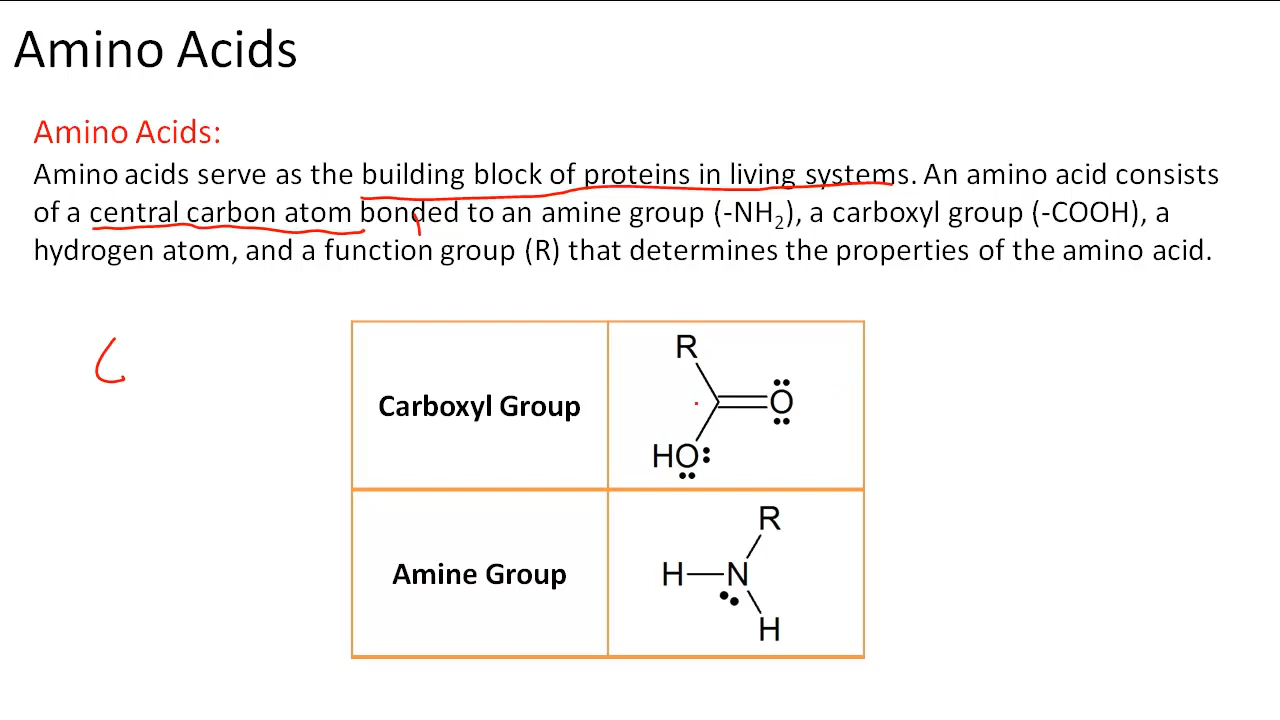 Amino Acids
Amino Acids:
Amino acids serve as the building block of proteins in living systems. An amino acid consists
of a central carbon atom bonded to an amine group (-NH₂), a carboxyl group (-COOH), a
hydrogen atom, and a function group (R) that determines the properties of the amino acid.
C
Carboxyl Group
R
O
HO
Amine Group
R
H N
H